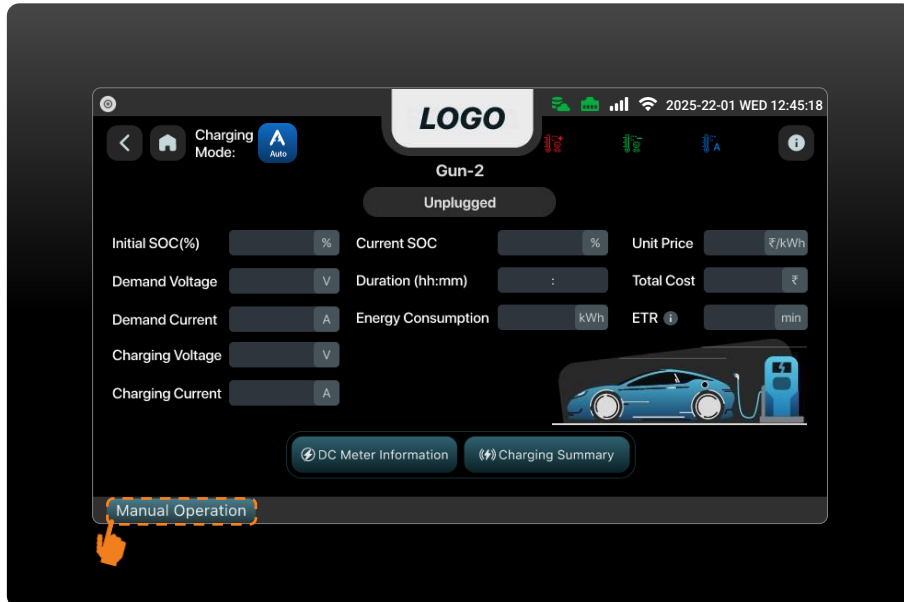 LOGO
2025-22-01 WED 12:45:18
Charging
Mode:
A
Auto
A
Gun-2
Unplugged
Initial SOC(%) % Current SOC % Unit Price ₹/kWh
Demand Voltage V Duration (hh:mm) : Total Cost ₹
Demand Current A Energy Consumption kWh ETR i min
Charging Voltage V
Charging Current A
DC Meter Information Charging Summary
Manual Operation